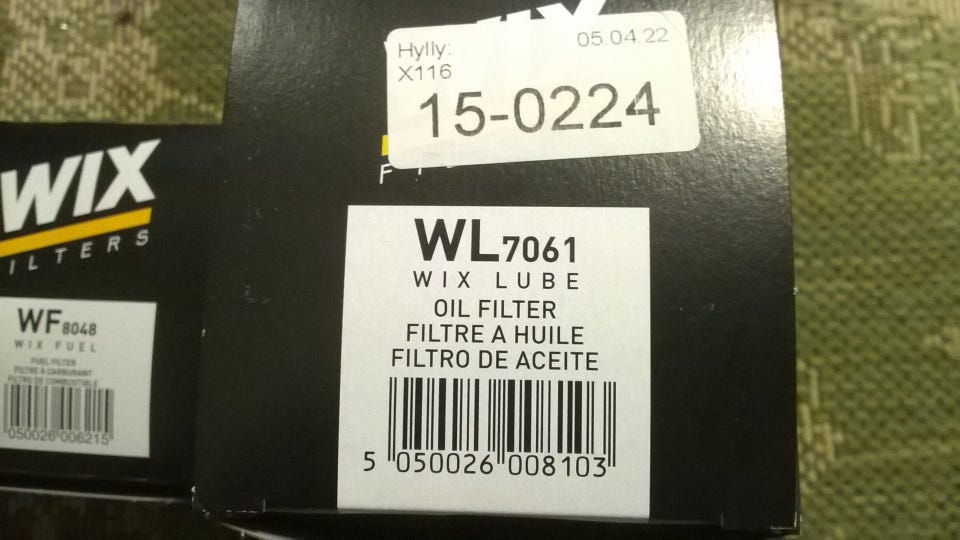 WIX
ILTERS
WF8048
WIX FUEL
FUEL FILTER
FILTRE À CARBURANT
FILTRO DE COMBUSTIBLE
050026 006215
Hylly:
X116
05.04.22
15-0224
WL7061
WIX LUBE
OIL FILTER
FILTRE A HUILE
FILTRO DE ACEITE
5 050026 008103